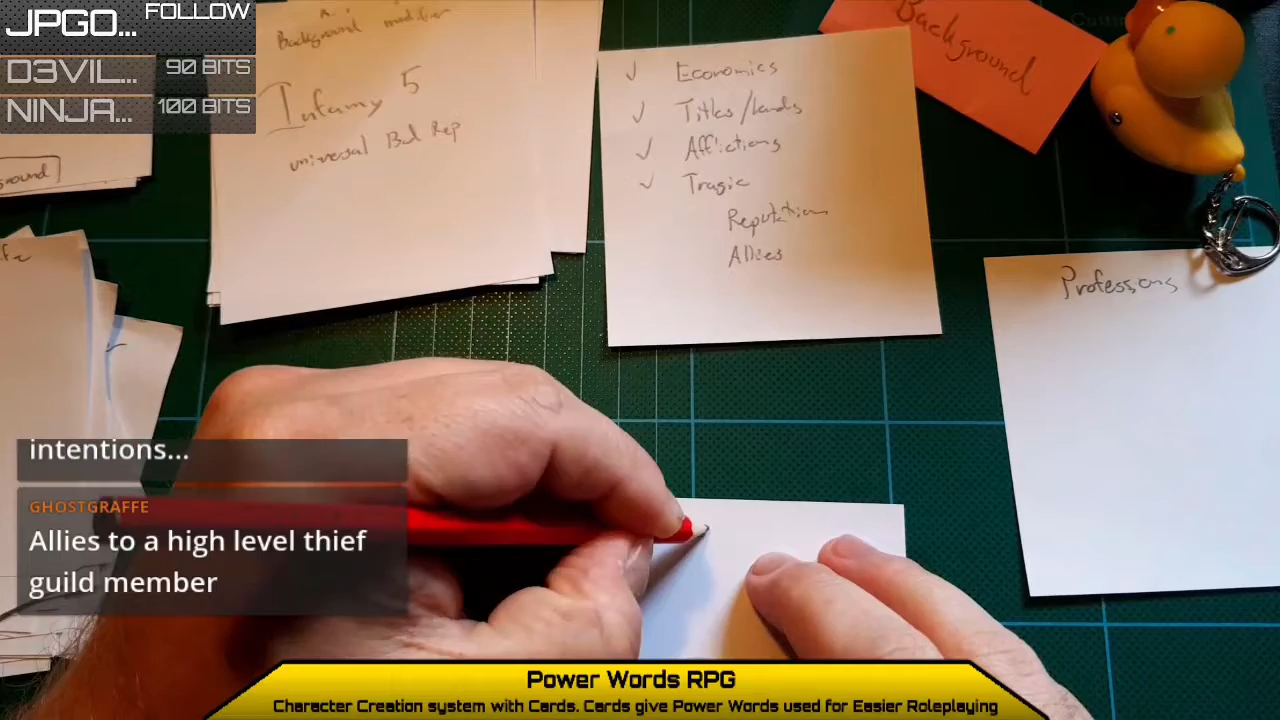 JPGO... FOLLOW
D3VIL... 90 BITS
NINJA... 100 BITS
Background modifier
Infamy 5
universal Bad Rep
✓ Economics
✓ Titles/Lands
✓ Afflictions
✓ Tragic
Reputation
Allies
Background
Professions
intentions...
GHOSTGRAFFE
Allies to a high level thief
guild member
Power Words RPG
Character Creation system with Cards. Cards give Power Words used for Easier Roleplaying